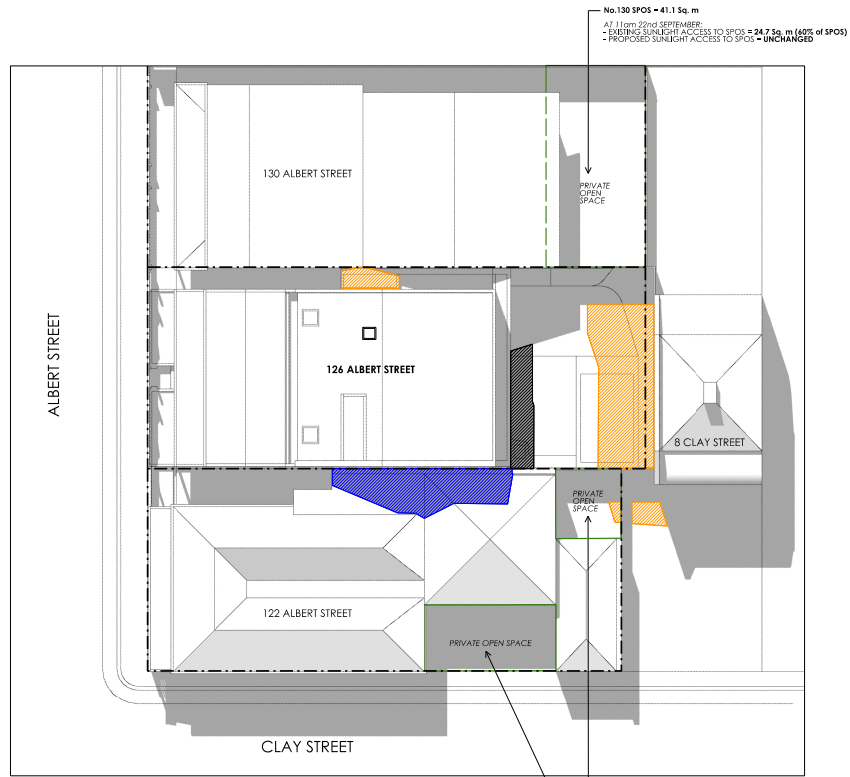 No.130 SPOS = 41.1 Sq. m
AT 11am 22nd SEPTEMBER:
- EXISTING SUNLIGHT ACCESS TO SPOS = 24.7 Sq. m (60% of SPOS)
- PROPOSED SUNLIGHT ACCESS TO SPOS = UNCHANGED
130 ALBERT STREET
PRIVATE
OPEN
SPACE
ALBERT STREET
126 ALBERT STREET
8 CLAY STREET
PRIVATE
OPEN
SPACE
122 ALBERT STREET
PRIVATE OPEN SPACE
CLAY STREET